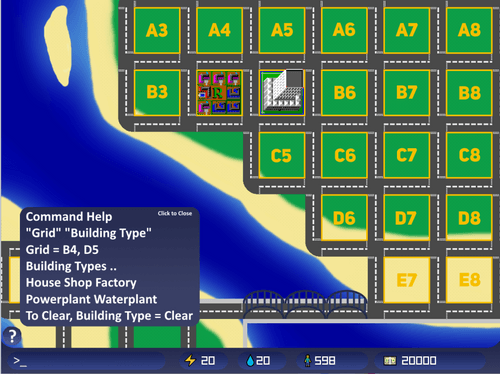 A3 A4 A5 A6 A7 A8
B3 B6 B7 B8
C5 C6 C7 C8
D6 D7 D8
E7 E8
Command Help Click to Close
"Grid" "Building Type"
Grid = B4, D5
Building Types ..
House Shop Factory
Powerplant Waterplant
To Clear, Building Type = Clear
?
>_ 20 20 598 20000